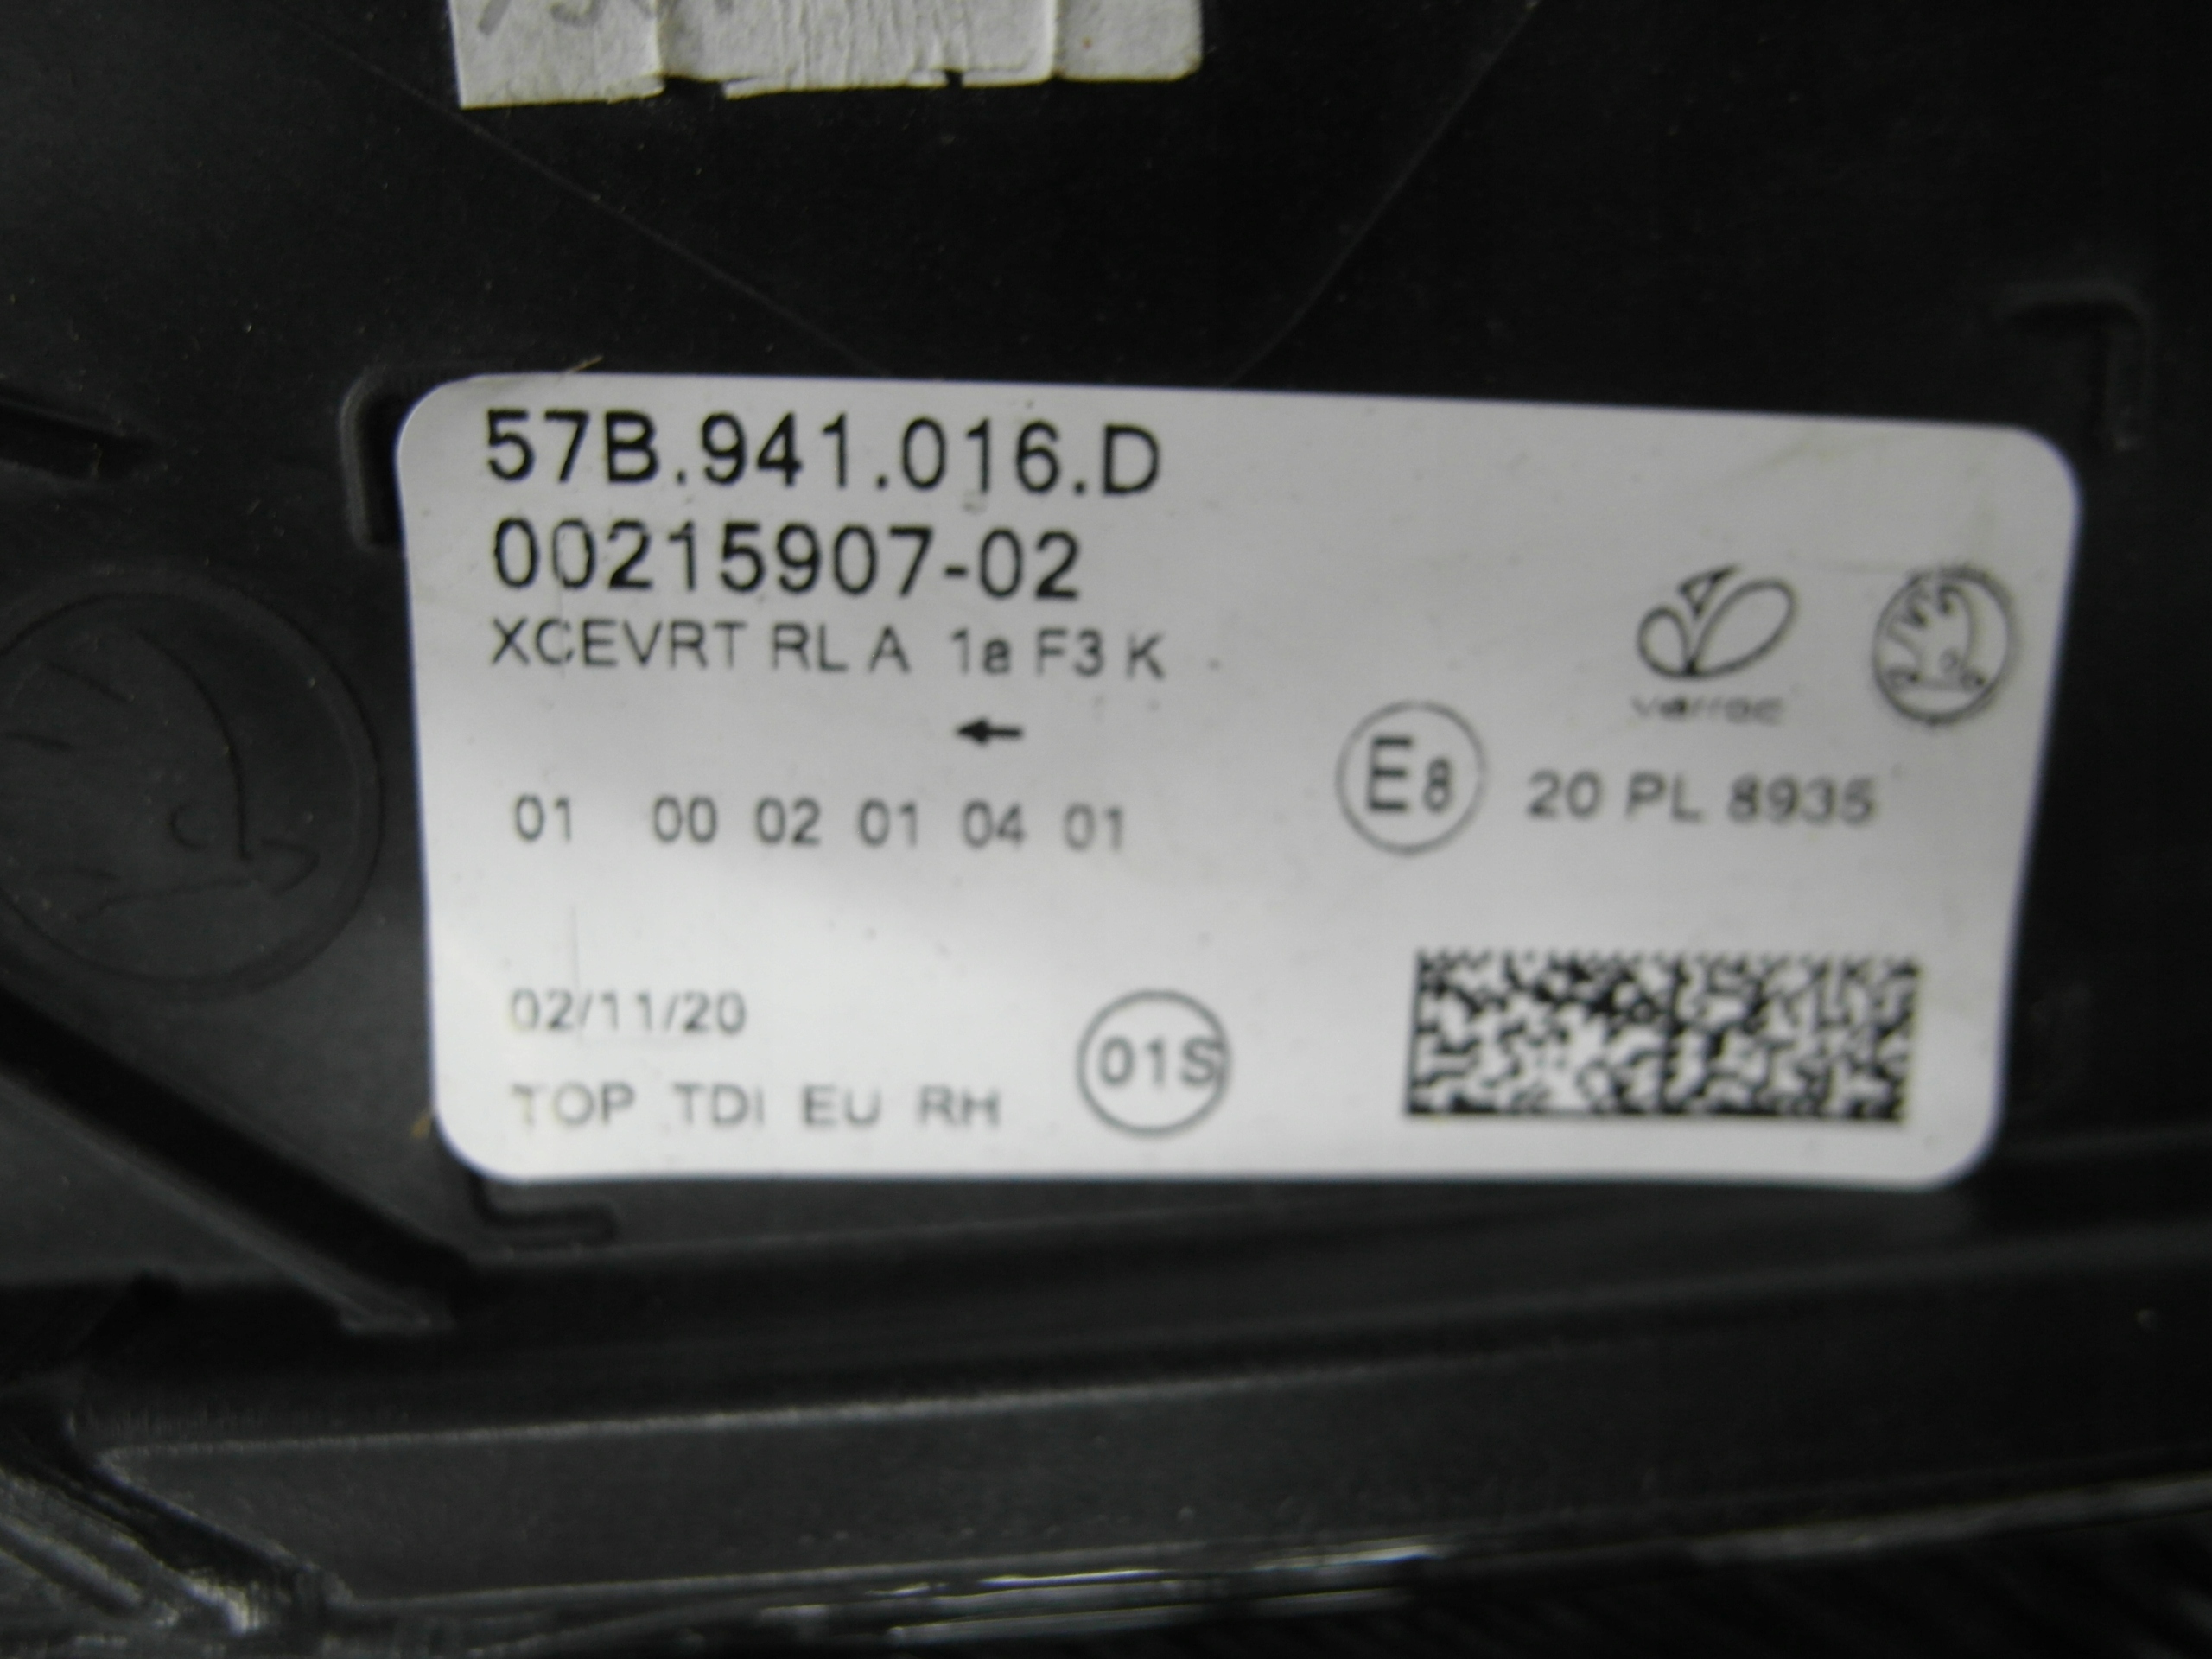 57B.941.016.D
00215907-02
XCEVRT RL A 1a F3 K
←
varroc
01 00 02 01 04 01
E8 20 PL 8935
02/11/20
01S
TOP TDI EU RH